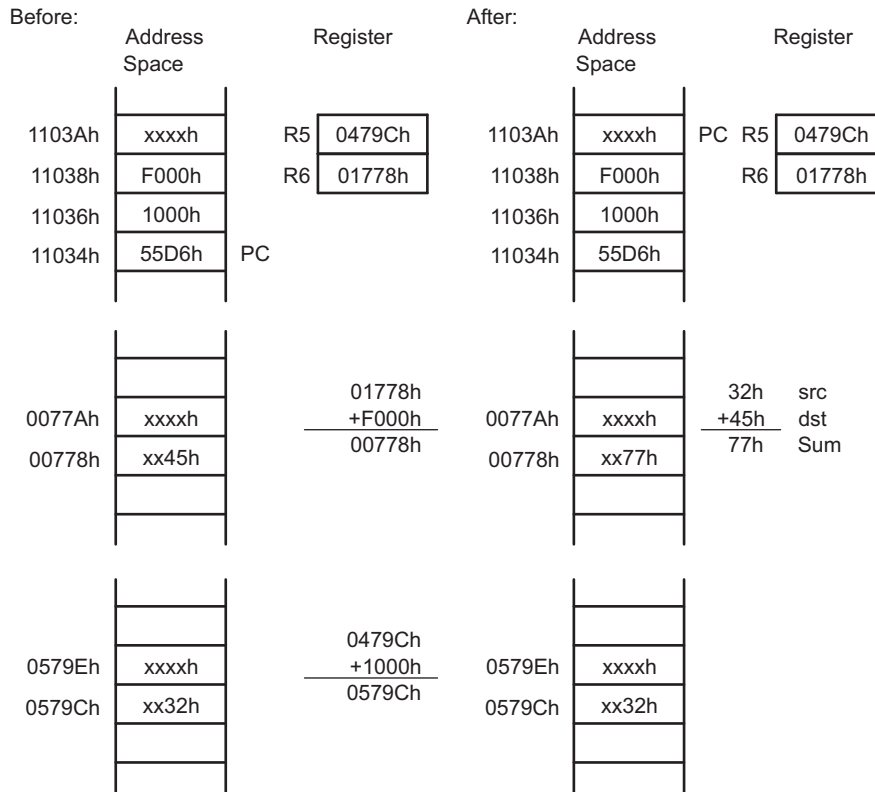 Before:
Address
Space
Register
1103Ah xxxxh R5 0479Ch
11038h F000h R6 01778h
11036h 1000h
11034h 55D6h PC
01778h
0077Ah xxxxh +F000h
00778h xx45h 00778h
0479Ch
0579Eh xxxxh +1000h
0579Ch xx32h 0579Ch
After:
Address
Space
Register
1103Ah xxxxh PC R5 0479Ch
11038h F000h R6 01778h
11036h 1000h
11034h 55D6h
32h src
0077Ah xxxxh +45h dst
00778h xx77h 77h Sum
0579Eh xxxxh
0579Ch xx32h